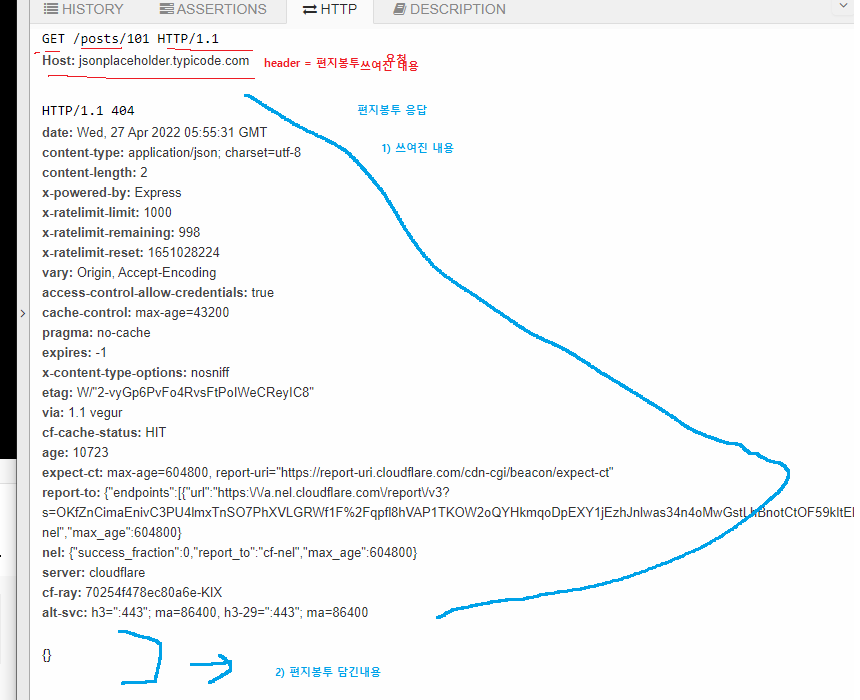 HISTORY ASSERTIONS HTTP DESCRIPTION
GET /posts/101 HTTP/1.1
Host: jsonplaceholder.typicode.com
header = 편지봉투쓰여진 내용
요청
HTTP/1.1 404
편지봉투 응답
date: Wed, 27 Apr 2022 05:55:31 GMT
1) 쓰여진 내용
content-type: application/json; charset=utf-8
content-length: 2
x-powered-by: Express
x-ratelimit-limit: 1000
x-ratelimit-remaining: 998
x-ratelimit-reset: 1651028224
vary: Origin, Accept-Encoding
access-control-allow-credentials: true
cache-control: max-age=43200
pragma: no-cache
expires: -1
x-content-type-options: nosniff
etag: W/"2-vyGp6PvFo4RvsFtPoIWeCReyIC8"
via: 1.1 vegur
cf-cache-status: HIT
age: 10723
expect-ct: max-age=604800, report-uri="https://report-uri.cloudflare.com/cdn-cgi/beacon/expect-ct"
report-to: {"endpoints":[{"url":"https:\/\/a.nel.cloudflare.com\/report\/v3?
nel","max_age":604800}
nel: {"success_fraction":0,"report_to":"cf-nel","max_age":604800}
server: cloudflare
cf-ray: 70254f478ec80a6e-KIX
alt-svc: h3=":443"; ma=86400, h3-29=":443"; ma=86400
{}
2) 편지봉투 담긴내용